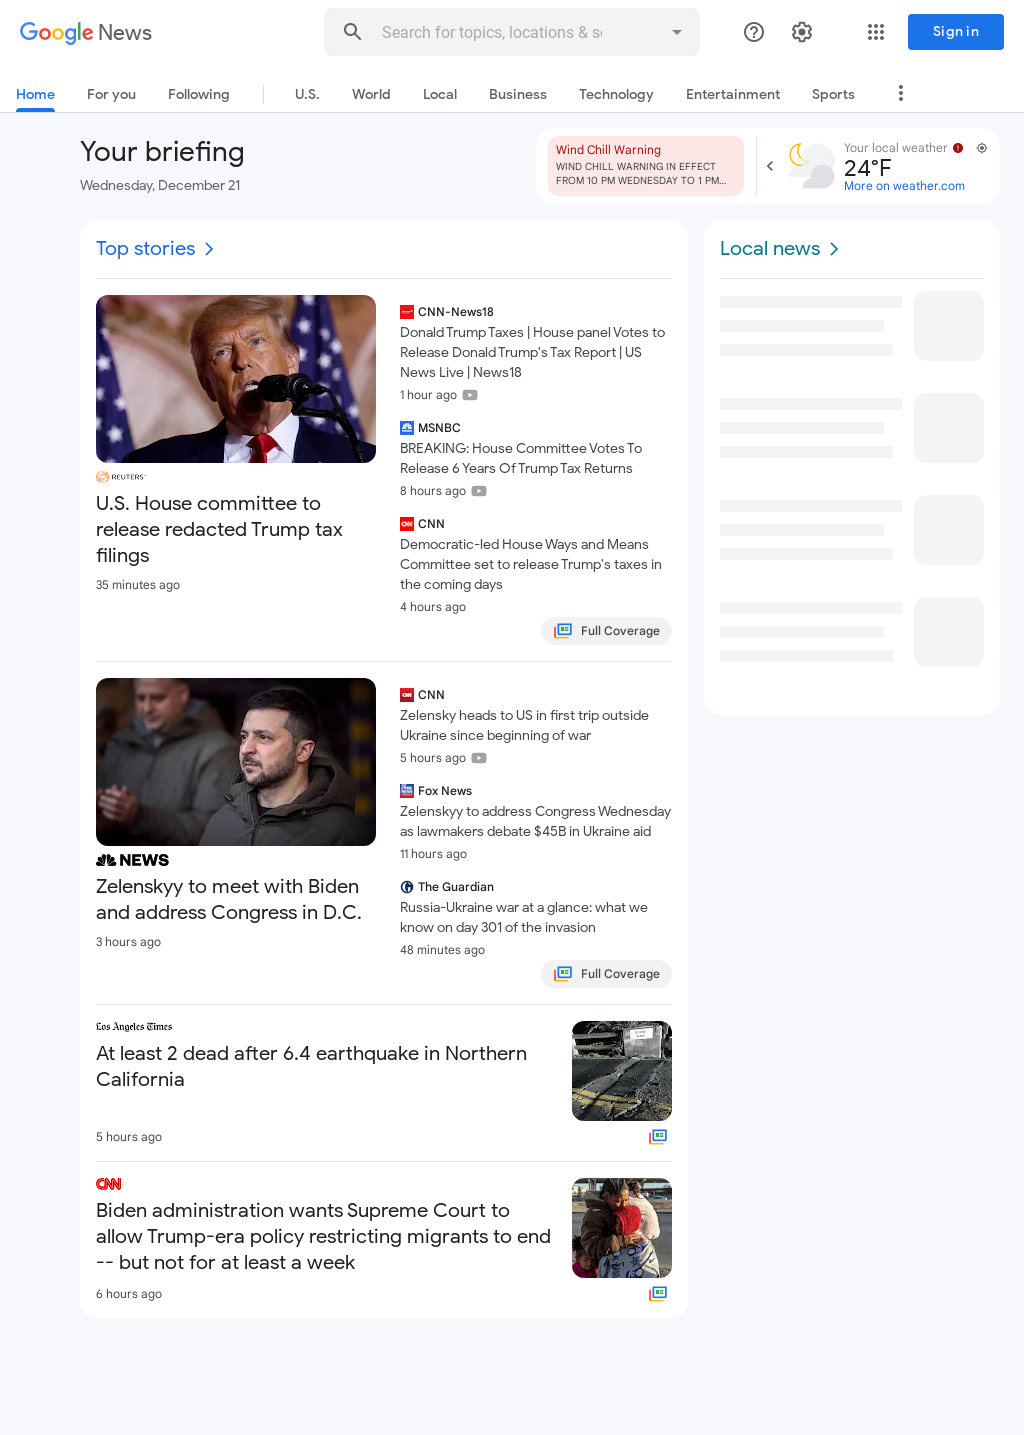 Google News
Search for topics, locations & so
Sign in
Home
For you
Following
U.S.
World
Local
Business
Technology
Entertainment
Sports
Your briefing
Wednesday, December 21
Wind Chill Warning
WIND CHILL WARNING IN EFFECT
FROM 10 PM WEDNESDAY TO 1 PM...
Your local weather
24°F
More on weather.com
Top stories
REUTERS
U.S. House committee to
release redacted Trump tax
filings
35 minutes ago
CNN-News18
Donald Trump Taxes | House panel Votes to
Release Donald Trump's Tax Report | US
News Live | News18
1 hour ago
MSNBC
BREAKING: House Committee Votes To
Release 6 Years Of Trump Tax Returns
8 hours ago
CNN
Democratic-led House Ways and Means
Committee set to release Trump's taxes in
the coming days
4 hours ago
Full Coverage
NEWS
Zelenskyy to meet with Biden
and address Congress in D.C.
3 hours ago
CNN
Zelensky heads to US in first trip outside
Ukraine since beginning of war
5 hours ago
Fox News
Zelenskyy to address Congress Wednesday
as lawmakers debate $45B in Ukraine aid
11 hours ago
The Guardian
Russia-Ukraine war at a glance: what we
know on day 301 of the invasion
48 minutes ago
Full Coverage
Los Angeles Times
At least 2 dead after 6.4 earthquake in Northern
California
5 hours ago
CNN
Biden administration wants Supreme Court to
allow Trump-era policy restricting migrants to end
-- but not for at least a week
6 hours ago
Local news